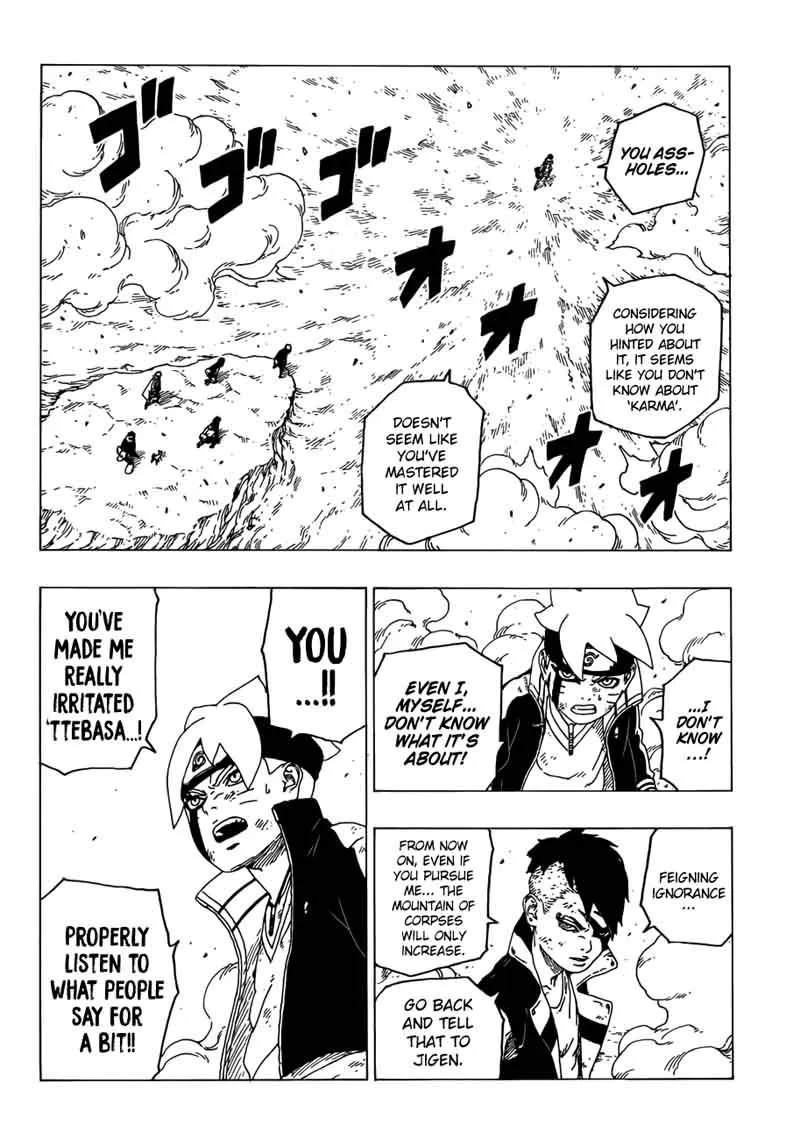 ゴゴゴ
YOU ASS-
HOLES...
CONSIDERING
HOW YOU
HINTED ABOUT
IT, IT SEEMS
LIKE YOU DON'T
KNOW ABOUT
'KARMA'.
オオオオ
DOESN'T
SEEM LIKE
YOU'VE
MASTERED
IT WELL
AT ALL.
...I
DON'T
KNOW
...!
EVEN I,
MYSELF...
DON'T KNOW
WHAT IT'S
ABOUT!
FEIGNING
IGNORANCE
...
FROM NOW
ON, EVEN IF
YOU PURSUE
ME... THE
MOUNTAIN OF
CORPSES
WILL ONLY
INCREASE.
GO BACK
AND TELL
THAT TO
JIGEN.
YOU
...!!
YOU'VE
MADE ME
REALLY
IRRITATED
'TTEBASA...!
PROPERLY
LISTEN TO
WHAT PEOPLE
SAY FOR
A BIT!!